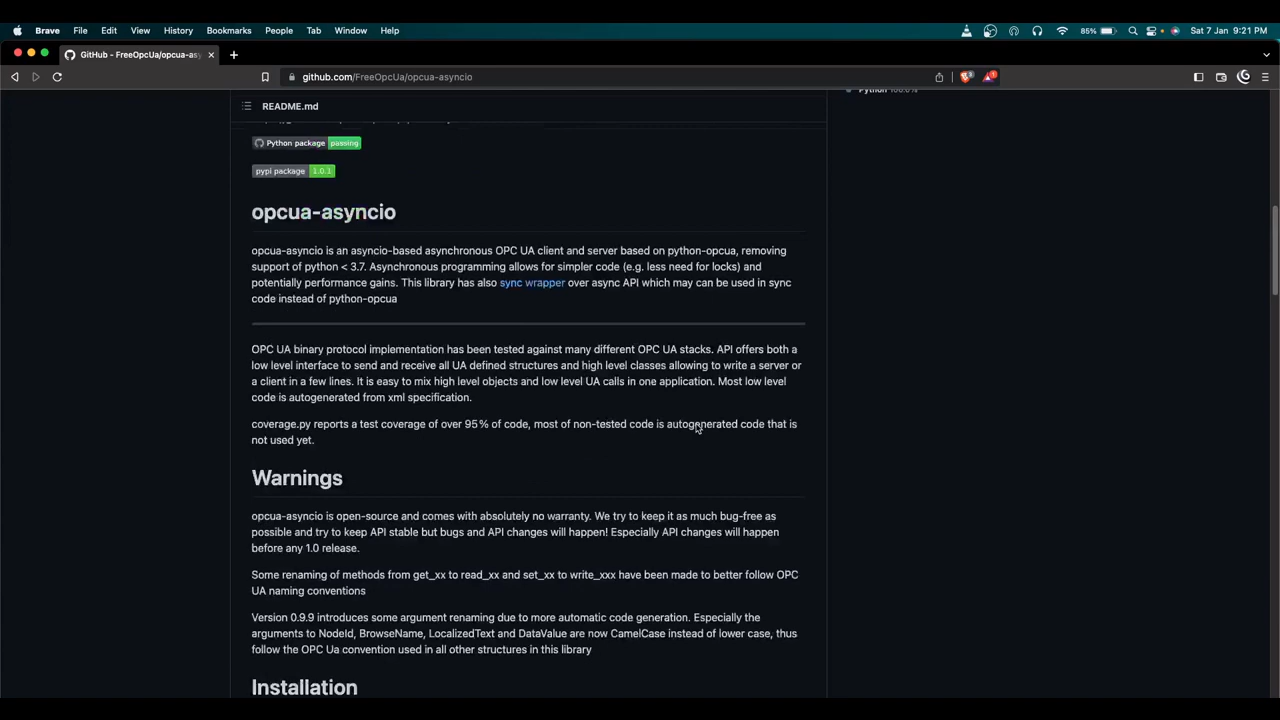 Brave File Edit View History Bookmarks People Tab Window Help 85% Sat 7 Jan 9:21 PM
GitHub - FreeOpcUa/opcua-asy
github.com/FreeOpcUa/opcua-asyncio
Python 100.0%
README.md
Python package passing
pypi package 1.0.1
opcua-asyncio
opcua-asyncio is an asyncio-based asynchronous OPC UA client and server based on python-opcua, removing
support of python < 3.7. Asynchronous programming allows for simpler code (e.g. less need for locks) and
potentially performance gains. This library has also sync wrapper over async API which may can be used in sync
code instead of python-opcua
OPC UA binary protocol implementation has been tested against many different OPC UA stacks. API offers both a
low level interface to send and receive all UA defined structures and high level classes allowing to write a server or
a client in a few lines. It is easy to mix high level objects and low level UA calls in one application. Most low level
code is autogenerated from xml specification.
coverage.py reports a test coverage of over 95% of code, most of non-tested code is autogenerated code that is
not used yet.
Warnings
opcua-asyncio is open-source and comes with absolutely no warranty. We try to keep it as much bug-free as
possible and try to keep API stable but bugs and API changes will happen! Especially API changes will happen
before any 1.0 release.
Some renaming of methods from get_xx to read_xx and set_xx to write_xxx have been made to better follow OPC
UA naming conventions
Version 0.9.9 introduces some argument renaming due to more automatic code generation. Especially the
arguments to NodeId, BrowseName, LocalizedText and DataValue are now CamelCase instead of lower case, thus
follow the OPC Ua convention used in all other structures in this library
Installation